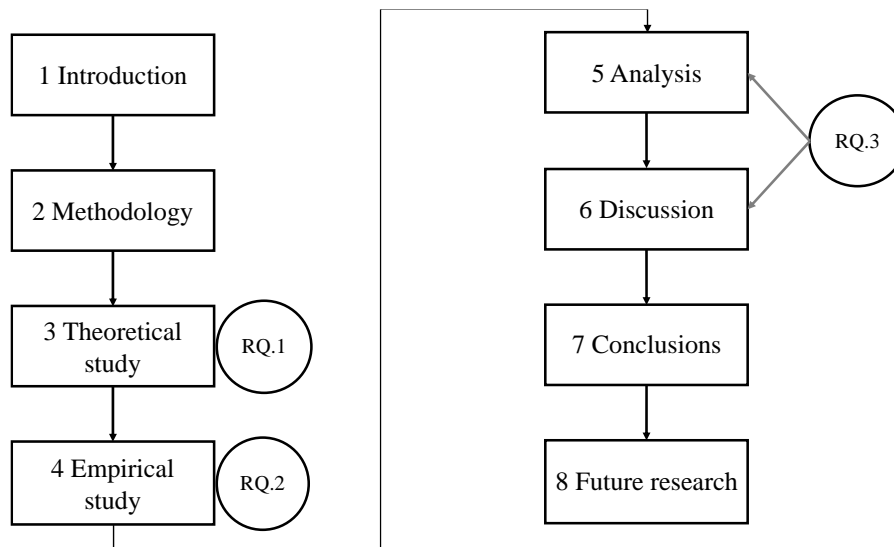 1 Introduction
2 Methodology
3 Theoretical
study
RQ.1
4 Empirical
study
RQ.2
5 Analysis
RQ.3
6 Discussion
7 Conclusions
8 Future research